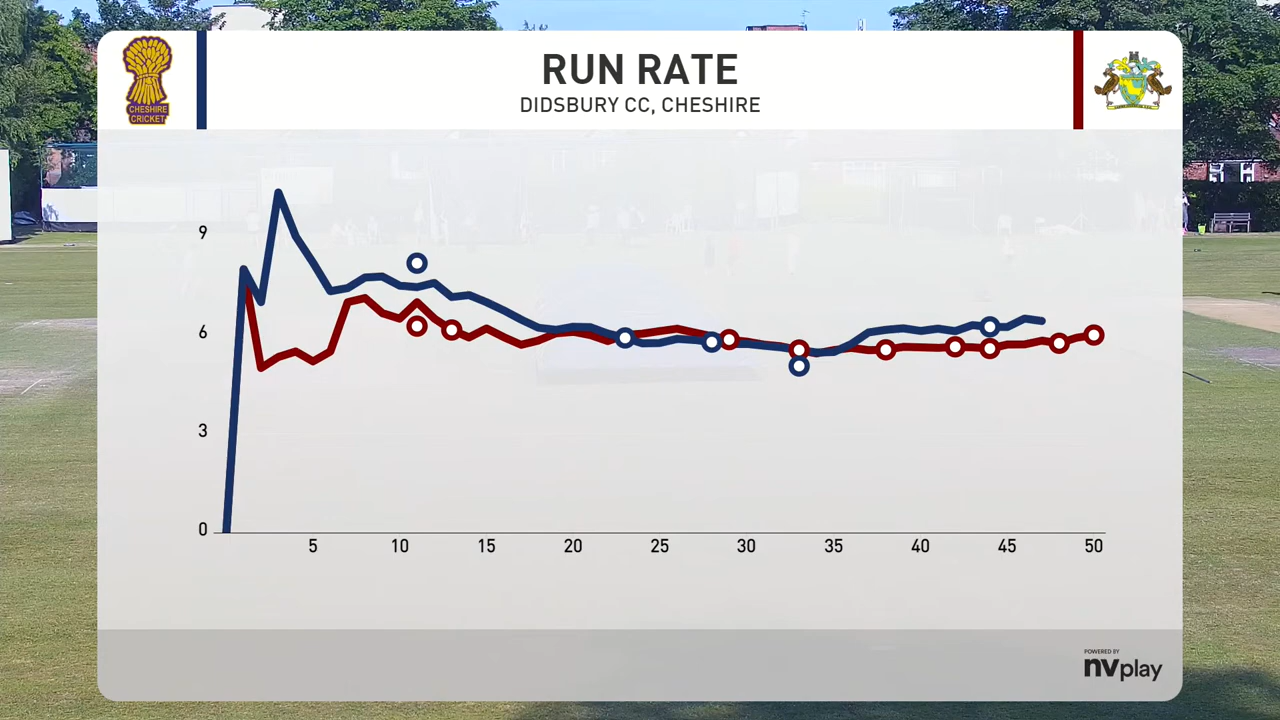 RUN RATE
DIDSBURY CC, CHESHIRE
CHESHIRE
CRICKET
9
6
3
0
5 10 15 20 25 30 35 40 45 50
POWERED BY
nvplay